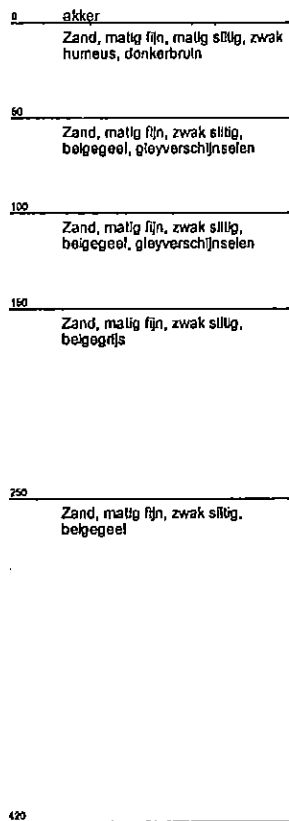 0 akker
Zand, matig fijn, matig siltig, zwak
humeus, donkerbruin
50
Zand, matig fijn, zwak siltig,
beigegeel, gleyverschijnselen
100
Zand, matig fijn, zwak siltig,
beigegeel, gleyverschijnselen
150
Zand, matig fijn, zwak siltig,
beigegrijs
250
Zand, matig fijn, zwak siltig,
beigegeel
420